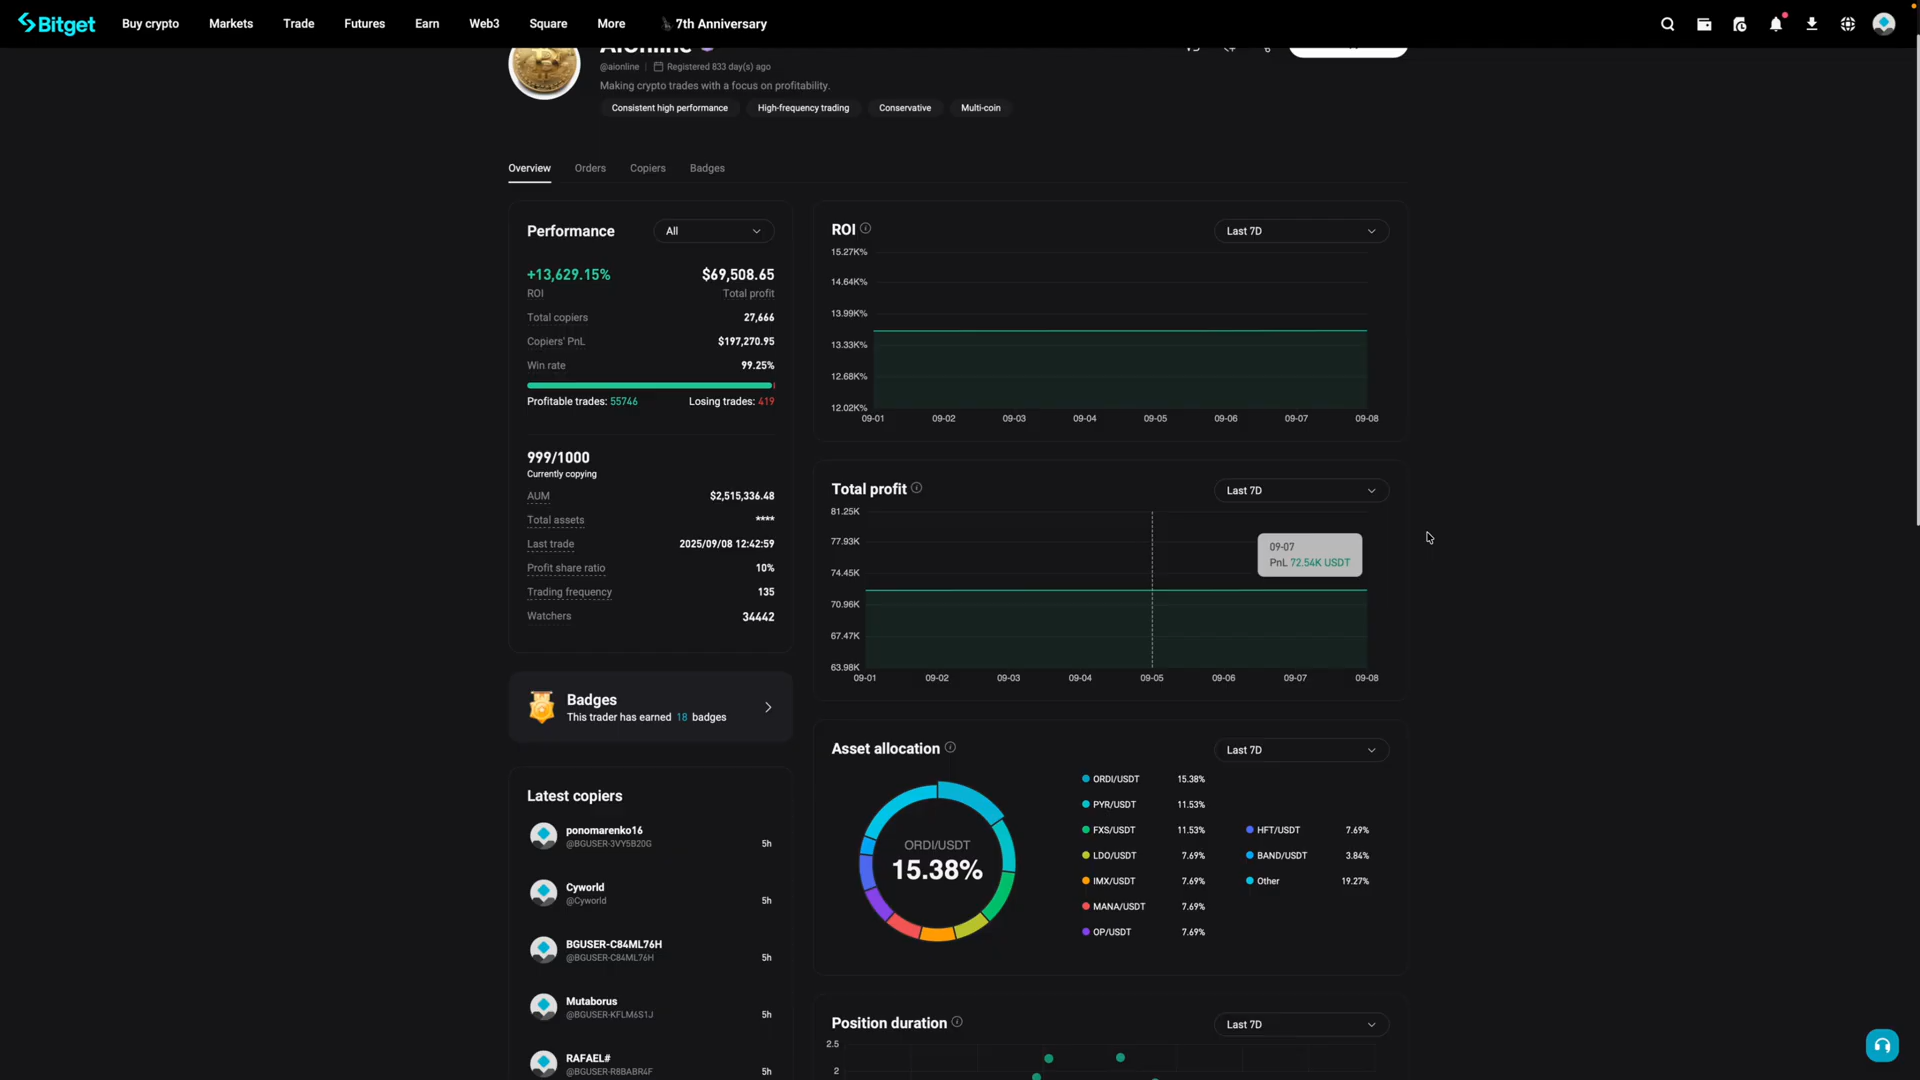 Bitget
Buy crypto
Markets
Trade
Futures
Earn
Web3
Square
More
7th Anniversary
AiOnline
@aionline
Registered 833 day(s) ago
Making crypto trades with a focus on profitability.
Consistent high performance
High-frequency trading
Conservative
Multi-coin
Overview
Orders
Copiers
Badges
Performance
All
+13,629.15%
$69,508.65
ROI
Total profit
Total copiers
27,666
Copiers' PnL
$197,270.95
Win rate
99.25%
Profitable trades: 55746
Losing trades: 419
999/1000
Currently copying
AUM
$2,515,336.48
Total assets
****
Last trade
2025/09/08 12:42:59
Profit share ratio
10%
Trading frequency
135
Watchers
34442
Badges
This trader has earned 18 badges
Latest copiers
ponomarenko16
@BGUSER-3VY5B20G
5h
Cyworld
@Cyworld
5h
BGUSER-C84ML76H
@BGUSER-C84ML76H
5h
Mutaborus
@BGUSER-KFLM6S1J
5h
RAFAEL#
@BGUSER-R8BABR4F
5h
ROI
Last 7D
15.27K%
14.64K%
13.99K%
13.33K%
12.68K%
12.02K%
09-01
09-02
09-03
09-04
09-05
09-06
09-07
09-08
Total profit
Last 7D
81.25K
77.93K
74.45K
70.96K
67.47K
63.98K
09-07
PnL 72.54K USDT
09-01
09-02
09-03
09-04
09-05
09-06
09-07
09-08
Asset allocation
Last 7D
ORDI/USDT
15.38%
ORDI/USDT 15.38%
PYR/USDT 11.53%
FXS/USDT 11.53%
LDO/USDT 7.69%
IMX/USDT 7.69%
MANA/USDT 7.69%
OP/USDT 7.69%
HFT/USDT 7.69%
BAND/USDT 3.84%
Other 19.27%
Position duration
Last 7D
2.5
2